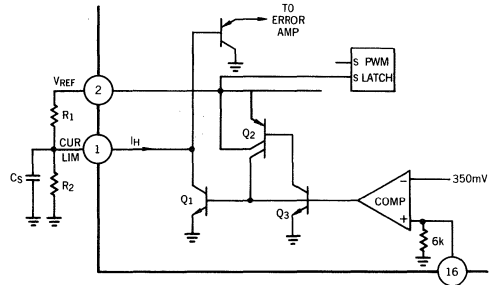 TO
ERROR
AMP
S PWM
S LATCH
VREF
2
R1
Q2
CUR
LIM
1
IH
CS
R2
Q1
Q3
COMP
−
+
350mV
6k
16